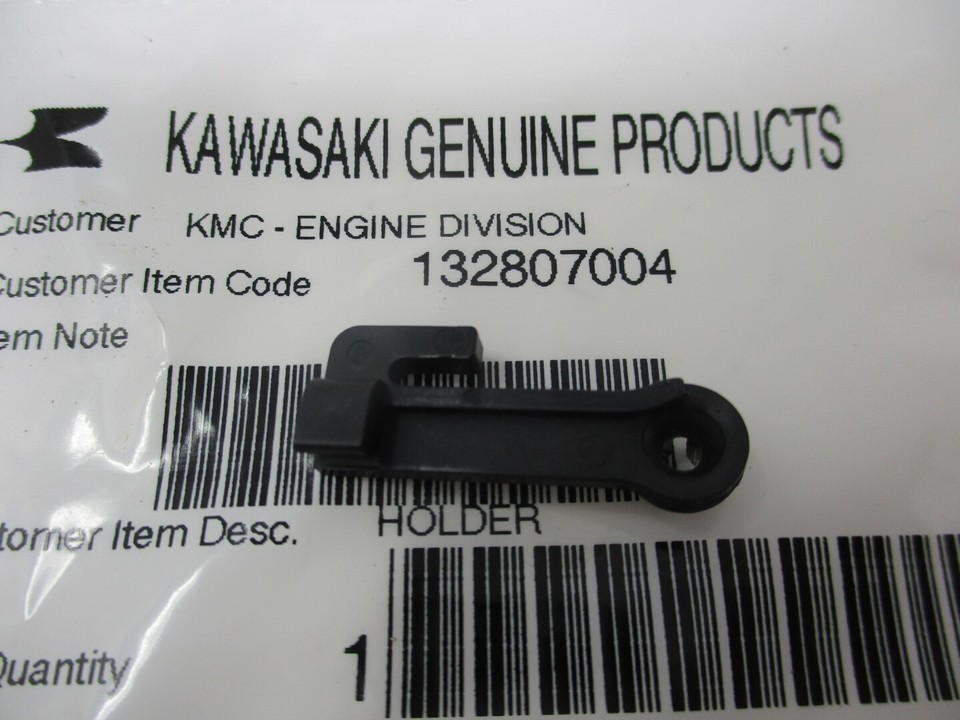 KAWASAKI GENUINE PRODUCTS
Customer KMC - ENGINE DIVISION
Customer Item Code 132807004
em Note
tomer Item Desc. HOLDER
Quantity 1